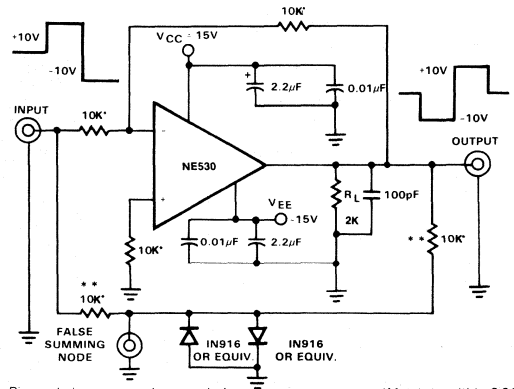 10K*
VCC = 15V
+10V
-10V
+
2.2µF
0.01µF
+10V
-10V
INPUT
10K*
-
NE530
OUTPUT
+
VEE
-15V
RL
2K
100pF
10K*
0.01µF
2.2µF
**
10K*
**
10K*
FALSE
SUMMING
NODE
IN916
OR EQUIV.
IN916
OR EQUIV.